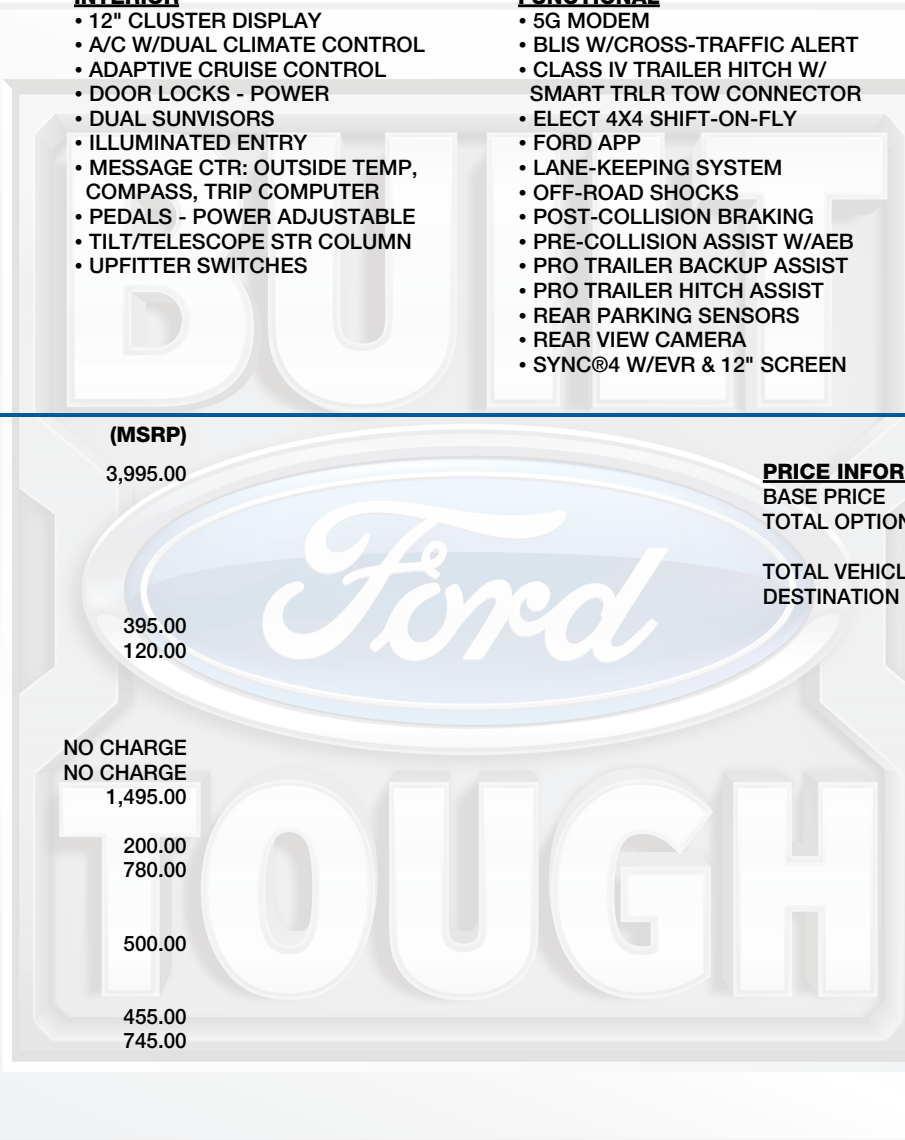 INTERIOR
• 12" CLUSTER DISPLAY
• A/C W/DUAL CLIMATE CONTROL
• ADAPTIVE CRUISE CONTROL
• DOOR LOCKS - POWER
• DUAL SUNVISORS
• ILLUMINATED ENTRY
• MESSAGE CTR: OUTSIDE TEMP,
COMPASS, TRIP COMPUTER
• PEDALS - POWER ADJUSTABLE
• TILT/TELESCOPE STR COLUMN
• UPFITTER SWITCHES
FUNCTIONAL
• 5G MODEM
• BLIS W/CROSS-TRAFFIC ALERT
• CLASS IV TRAILER HITCH W/
SMART TRLR TOW CONNECTOR
• ELECT 4X4 SHIFT-ON-FLY
• FORD APP
• LANE-KEEPING SYSTEM
• OFF-ROAD SHOCKS
• POST-COLLISION BRAKING
• PRE-COLLISION ASSIST W/AEB
• PRO TRAILER BACKUP ASSIST
• PRO TRAILER HITCH ASSIST
• REAR PARKING SENSORS
• REAR VIEW CAMERA
• SYNC®4 W/EVR & 12" SCREEN
(MSRP)
3,995.00
395.00
120.00
NO CHARGE
NO CHARGE
1,495.00
200.00
780.00
500.00
455.00
745.00
PRICE INFOR
BASE PRICE
TOTAL OPTION
TOTAL VEHICL
DESTINATION
BUILT
Ford
TOUGH